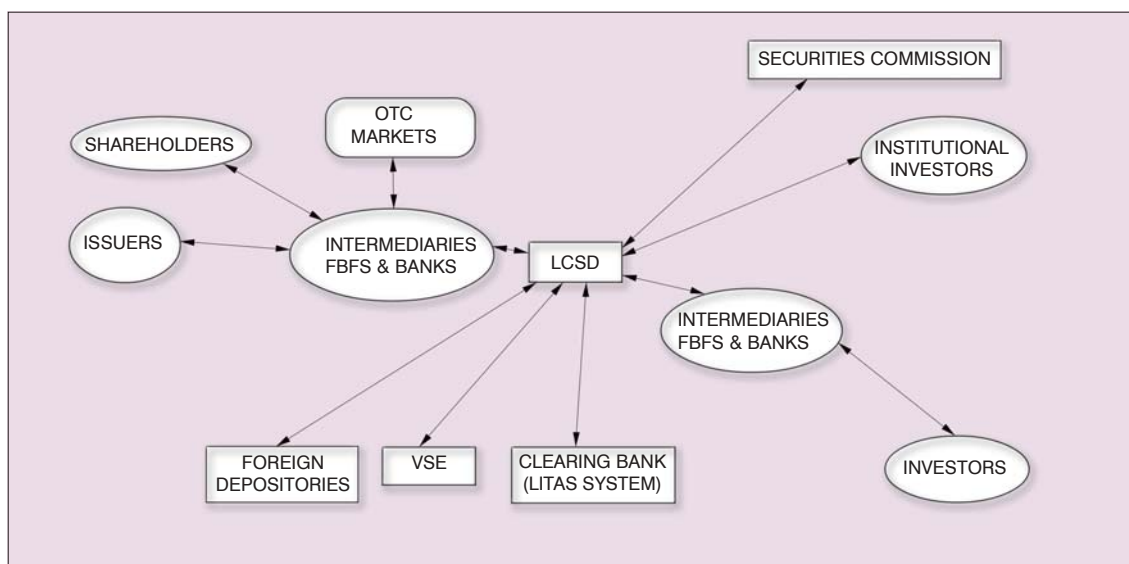 SECURITIES COMMISSION
OTC
MARKETS
SHAREHOLDERS
INSTITUTIONAL
INVESTORS
ISSUERS
INTERMEDIARIES
FBFS & BANKS
LCSD
INTERMEDIARIES
FBFS & BANKS
FOREIGN
DEPOSITORIES
VSE
CLEARING BANK
(LITAS SYSTEM)
INVESTORS